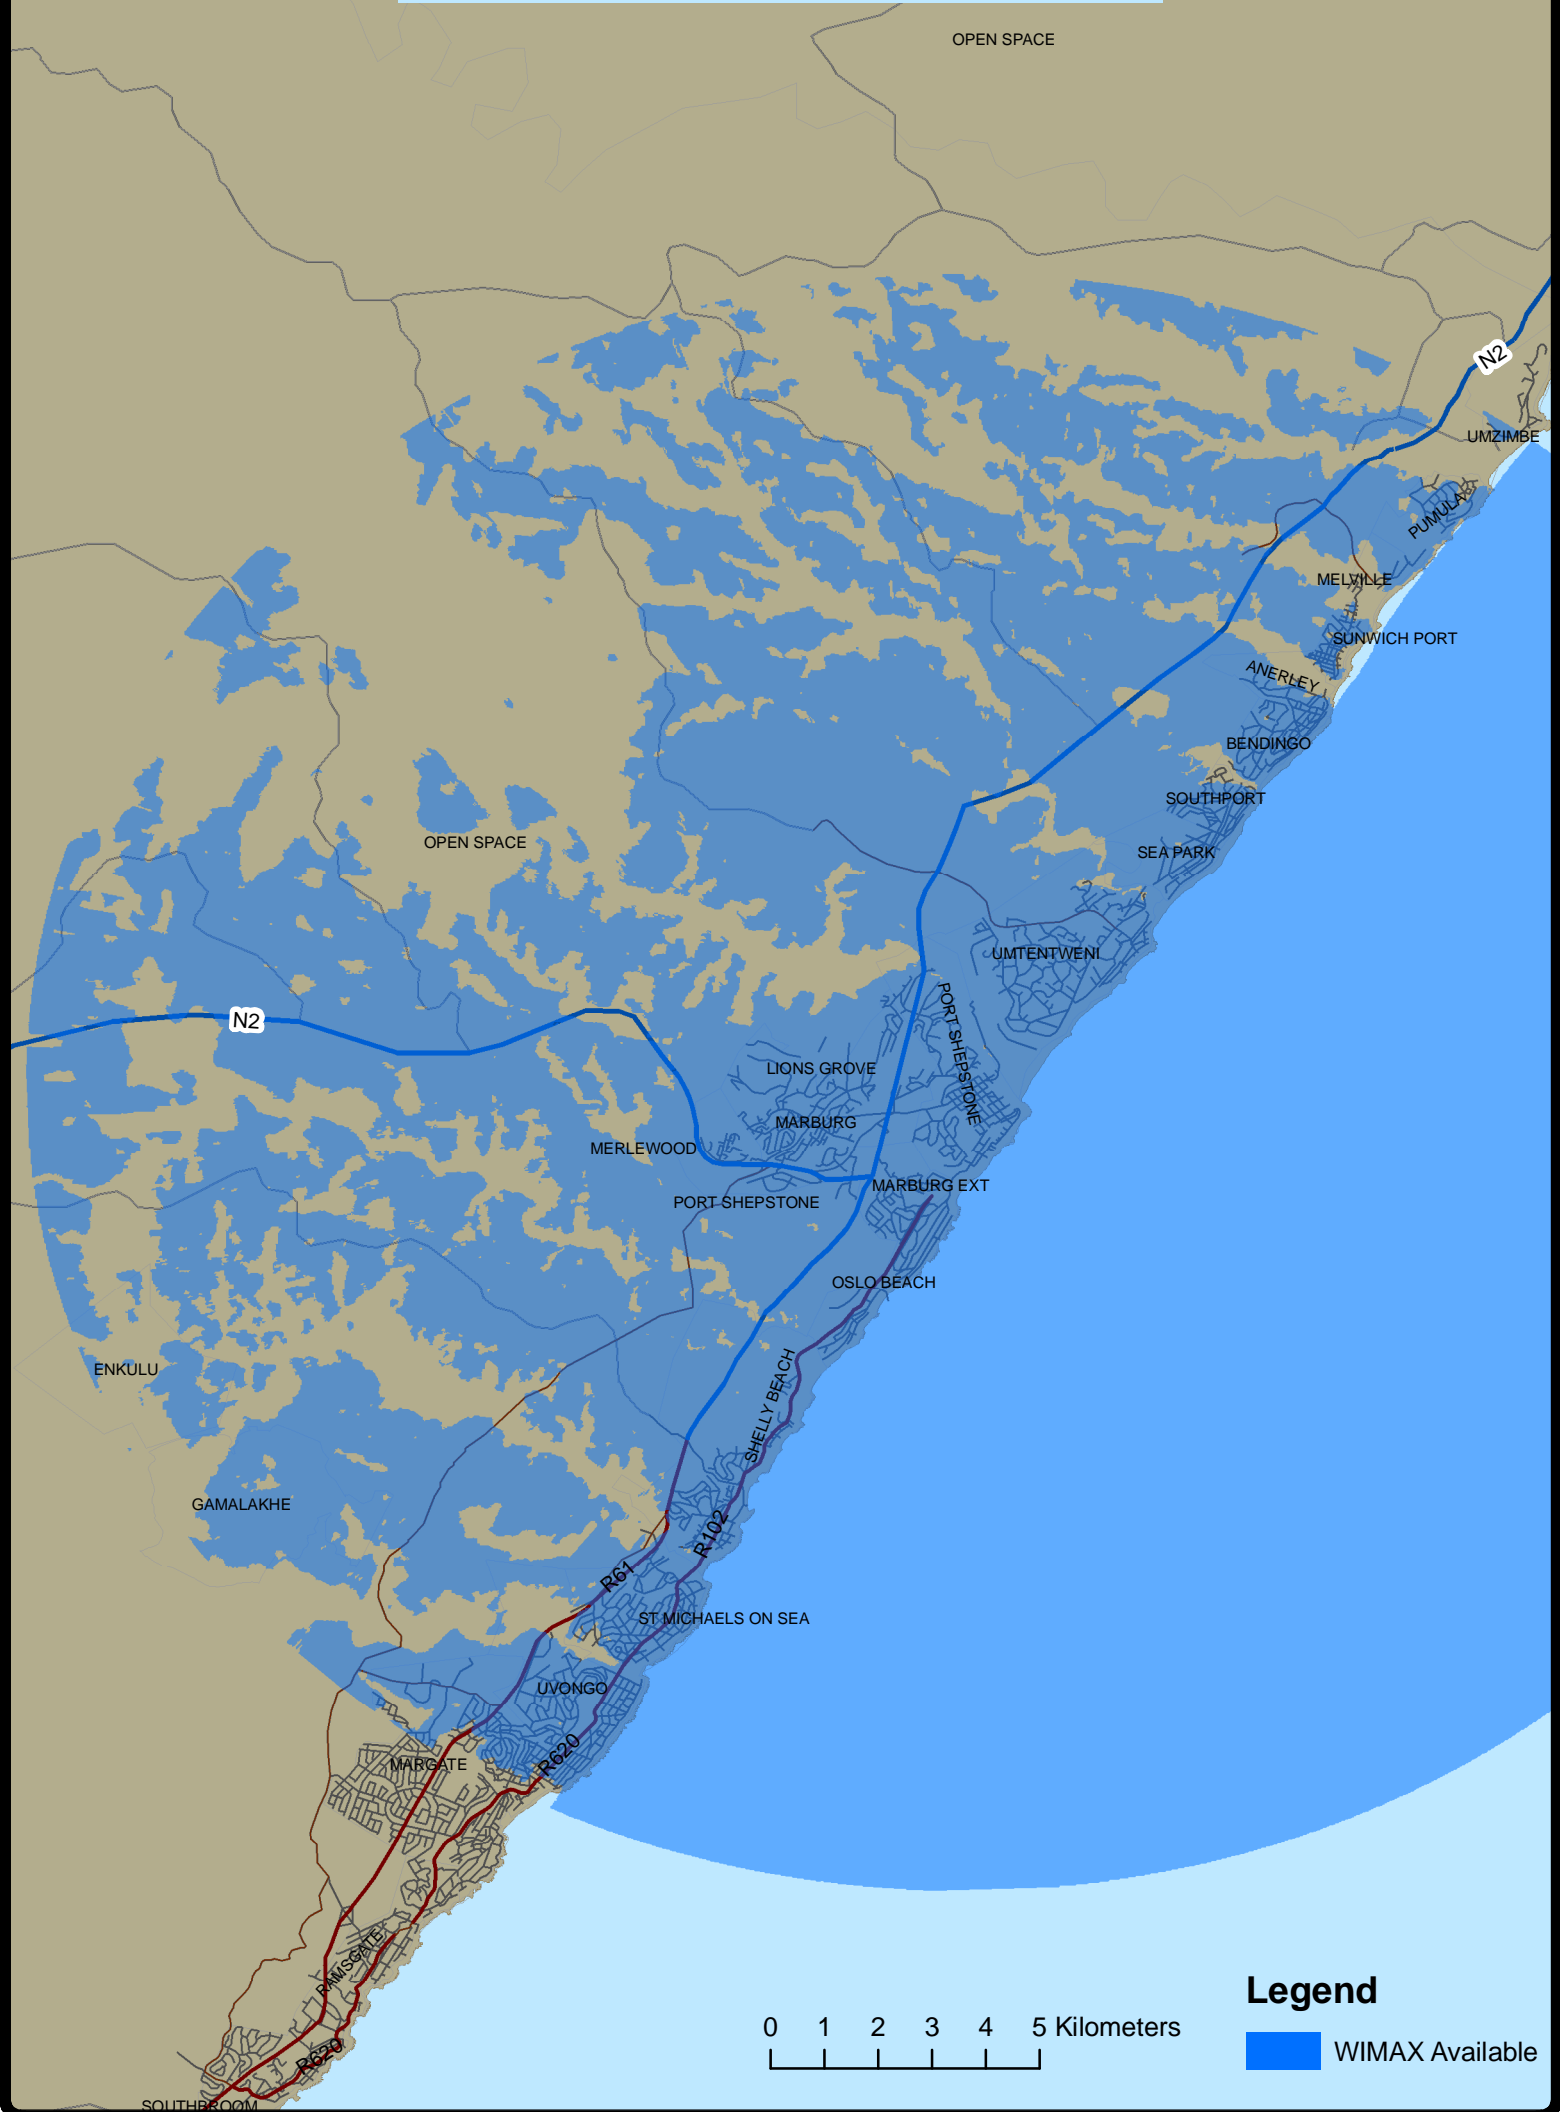 OPEN SPACE
N2
UMZIMBE
PUMULA
MELVILLE
SUNWICH PORT
ANERLEY
BENDINGO
SOUTHPORT
OPEN SPACE
SEA PARK
UMTENTWENI
PORT SHEPSTONE
N2
LIONS GROVE
MARBURG
MERLEWOOD
MARBURG EXT
PORT SHEPSTONE
OSLO BEACH
ENKULU
SHELLY BEACH
GAMALAKHE
R102
R61
ST MICHAELS ON SEA
UVONGO
R620
MARGATE
RAMSGATE
R620
SOUTHBROOM
Legend
0 1 2 3 4 5 Kilometers
WIMAX Available